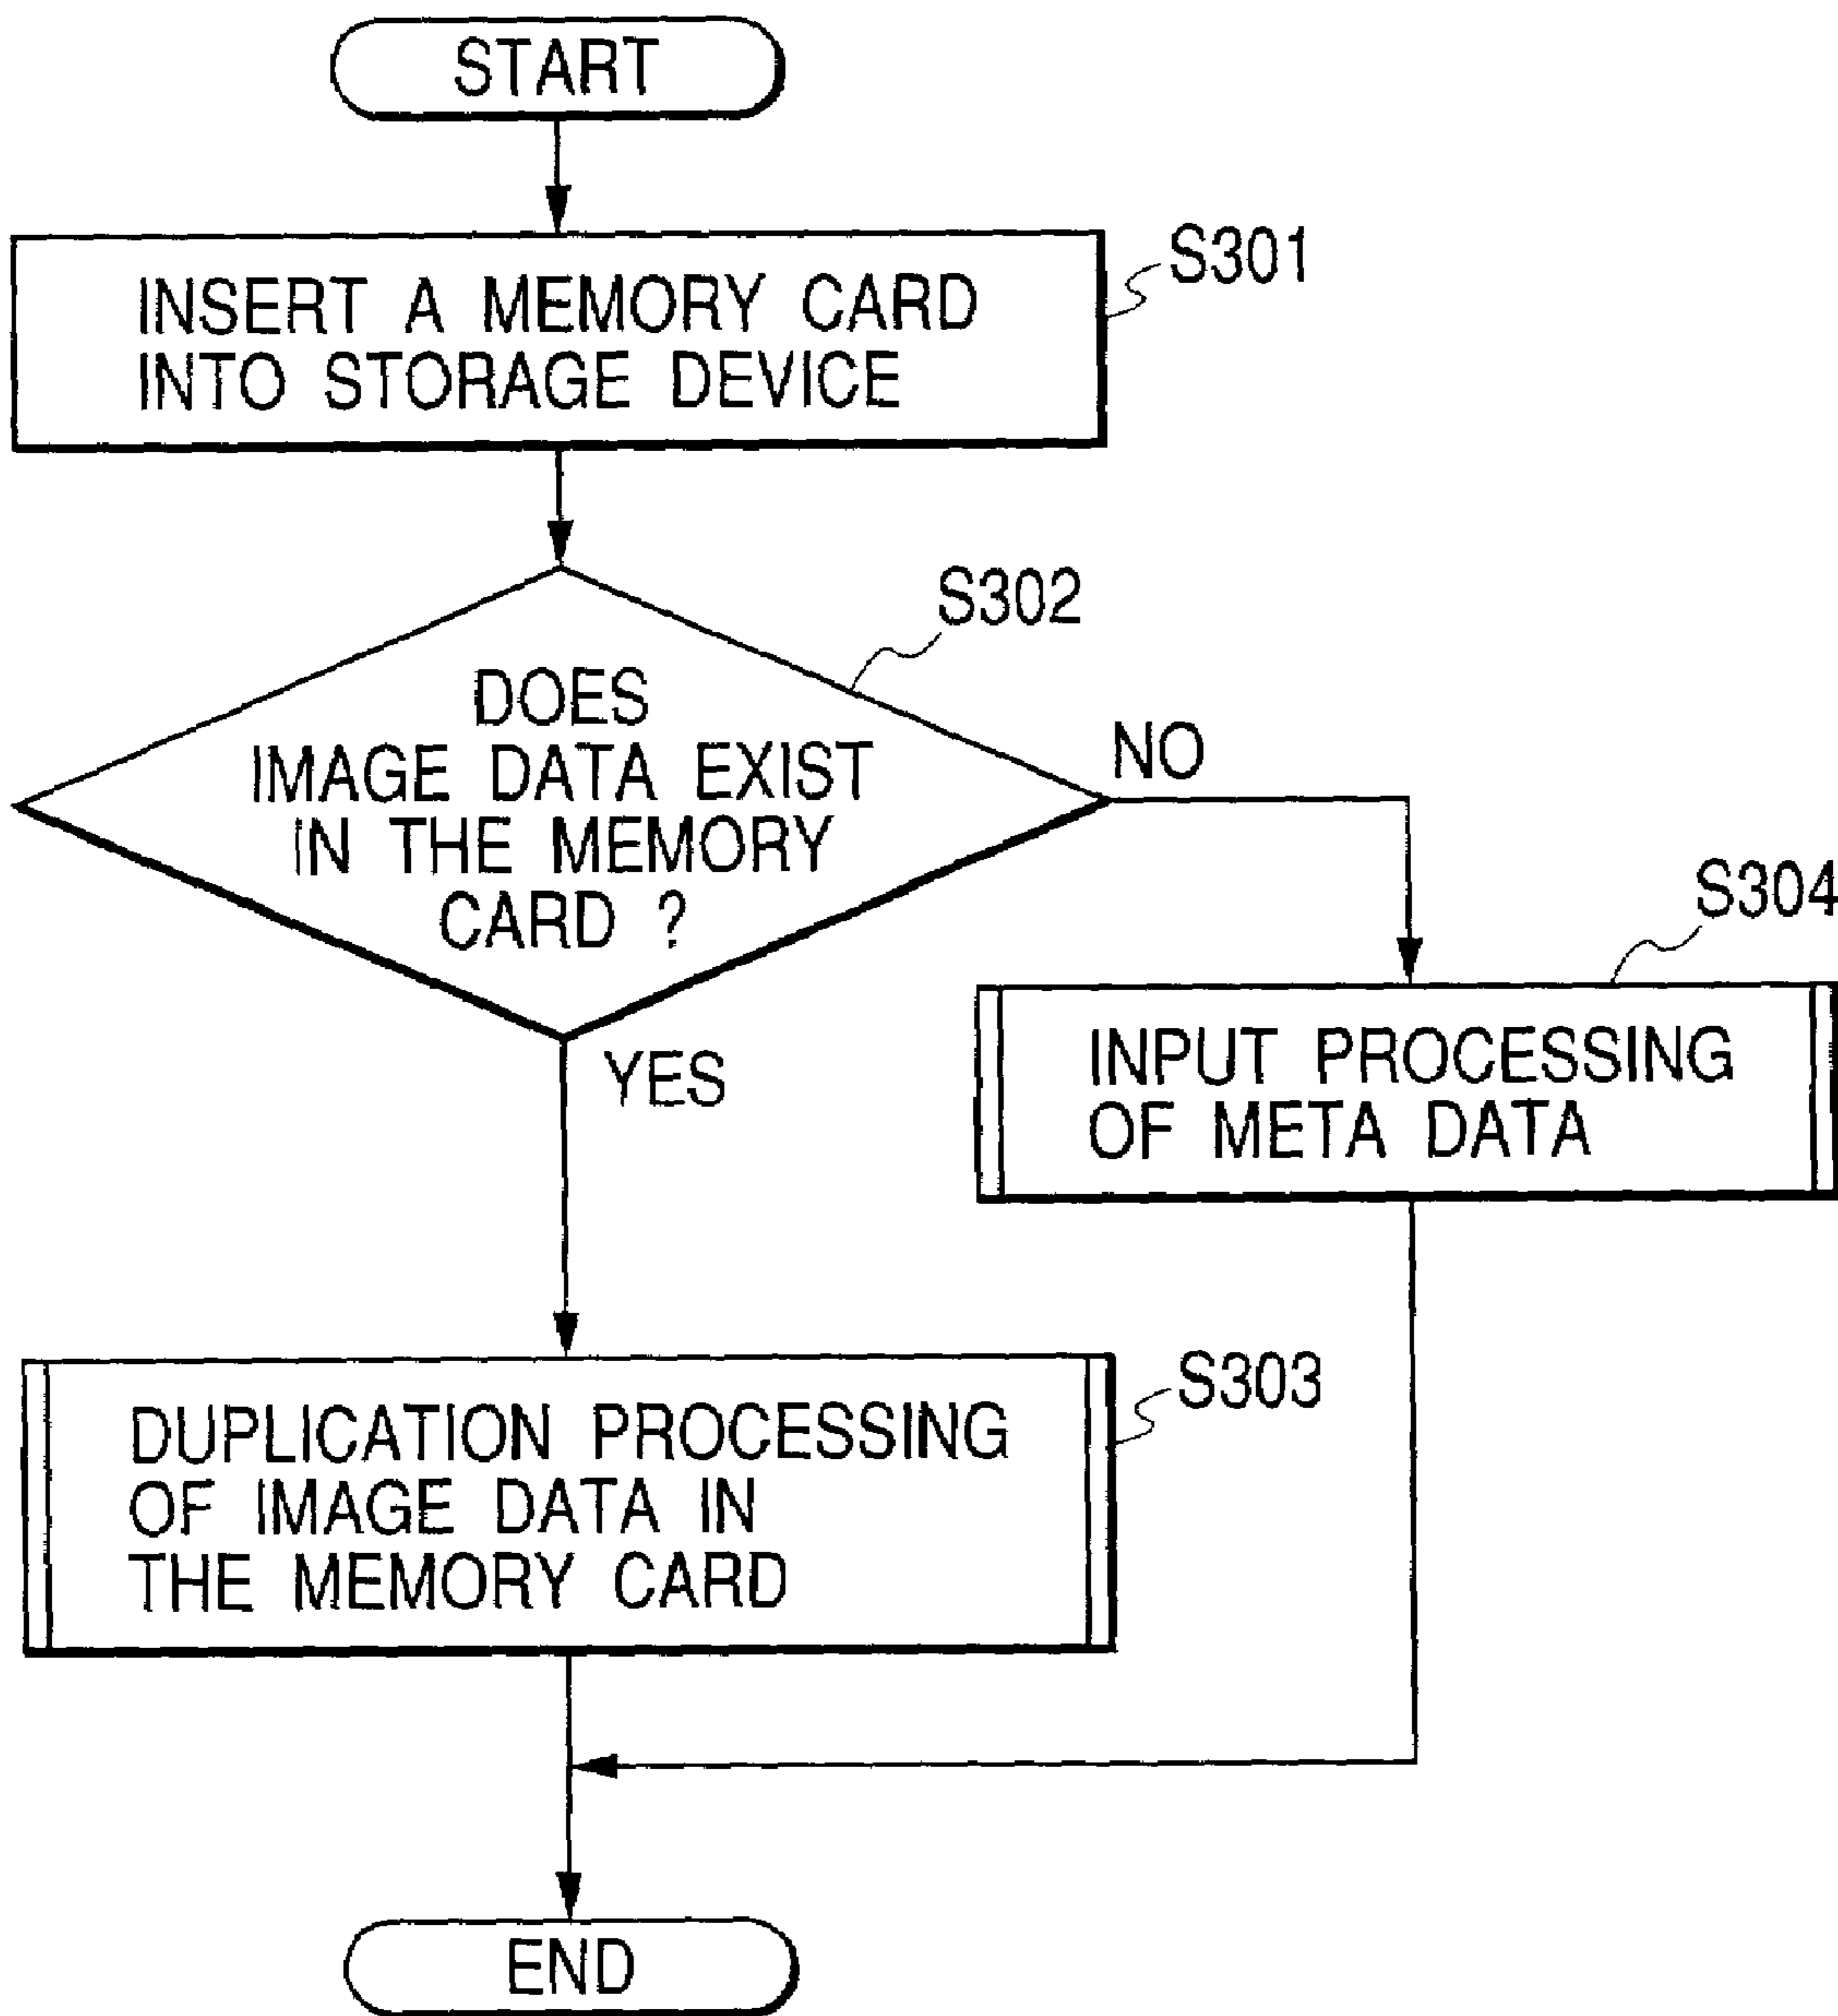 START
S301
INSERT A MEMORY CARD
INTO STORAGE DEVICE
S302
DOES
IMAGE DATA EXIST
IN THE MEMORY
CARD ?
NO
YES
S304
INPUT PROCESSING
OF META DATA
S303
DUPLICATION PROCESSING
OF IMAGE DATA IN
THE MEMORY CARD
END